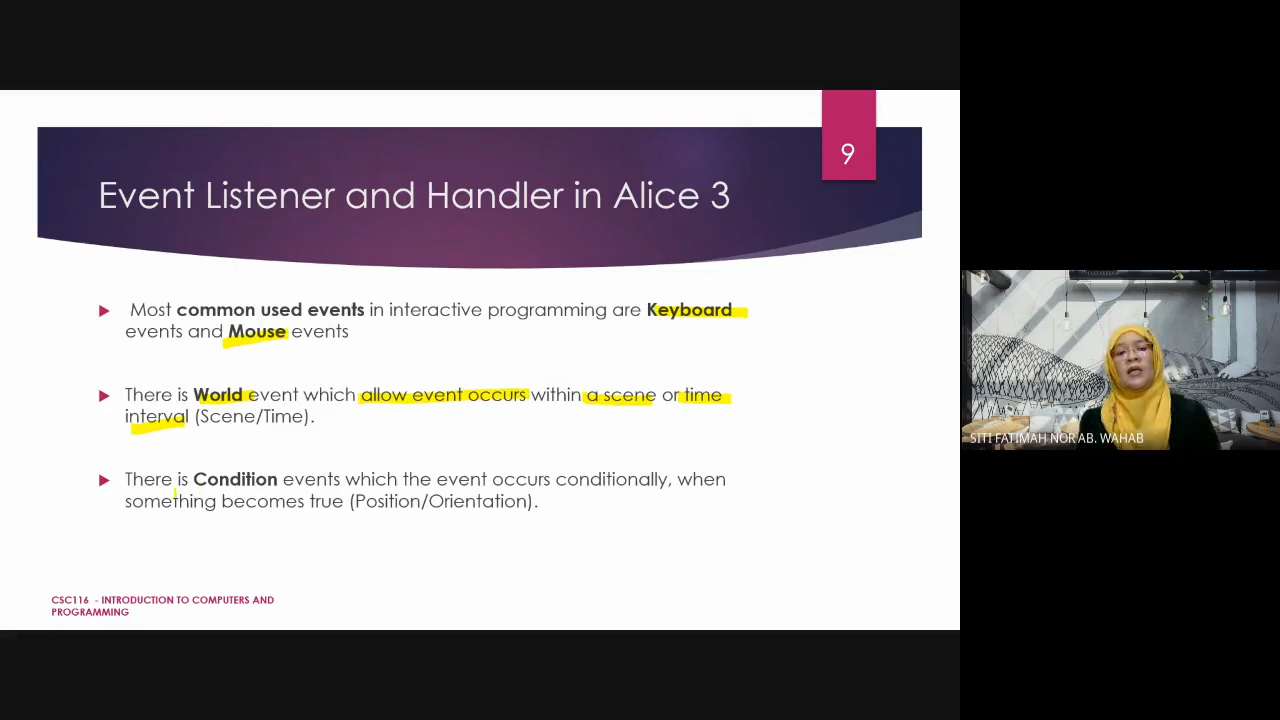 9
Event Listener and Handler in Alice 3
Most common used events in interactive programming are Keyboard
events and Mouse events
There is World event which allow event occurs within a scene or time
interval (Scene/Time).
There is Condition events which the event occurs conditionally, when
something becomes true (Position/Orientation).
CSC116 - INTRODUCTION TO COMPUTERS AND
PROGRAMMING
SITI FATIMAH NOR AB. WAHAB